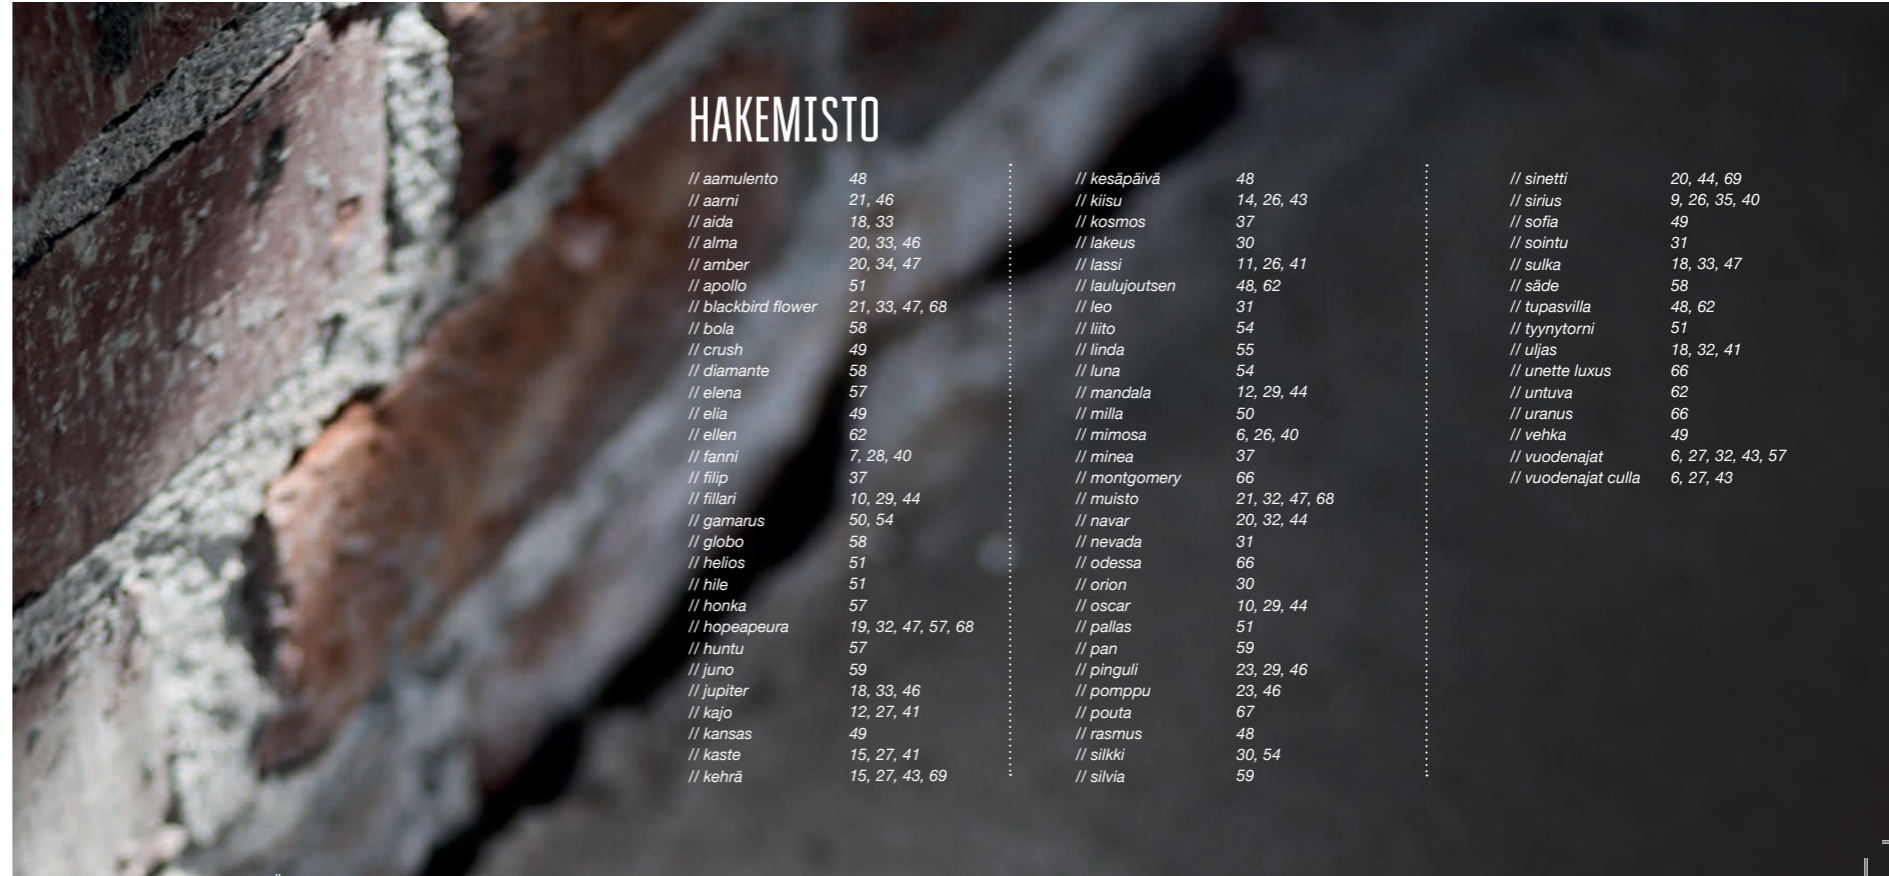 HAKEMISTO
// aamulento 48
// aarni 21, 46
// aida 18, 33
// alma 20, 33, 46
// amber 20, 34, 47
// apollo 51
// blackbird flower 21, 33, 47, 68
// bola 58
// crush 49
// diamante 58
// elena 57
// elia 49
// ellen 62
// fanni 7, 28, 40
// filip 37
// fillari 10, 29, 44
// gamarus 50, 54
// globo 58
// helios 51
// hile 51
// honka 57
// hopeapeura 19, 32, 47, 57, 68
// huntu 57
// juno 59
// jupiter 18, 33, 46
// kajo 12, 27, 41
// kansas 49
// kaste 15, 27, 41
// kehrä 15, 27, 43, 69
// kesäpäivä 48
// kiisu 14, 26, 43
// kosmos 37
// lakeus 30
// lassi 11, 26, 41
// laulujoutsen 48, 62
// leo 31
// liito 54
// linda 55
// luna 54
// mandala 12, 29, 44
// milla 50
// mimosa 6, 26, 40
// minea 37
// montgomery 66
// muisto 21, 32, 47, 68
// navar 20, 32, 44
// nevada 31
// odessa 66
// orion 30
// oscar 10, 29, 44
// pallas 51
// pan 59
// pinguli 23, 29, 46
// pomppu 23, 46
// pouta 67
// rasmus 48
// silkki 30, 54
// silvia 59
// sinetti 20, 44, 69
// sirius 9, 26, 35, 40
// sofia 49
// sointu 31
// sulka 18, 33, 47
// säde 58
// tupasvilla 48, 62
// tyynytorni 51
// uljas 18, 32, 41
// unette luxus 66
// untuva 62
// uranus 66
// vehka 49
// vuodenajat 6, 27, 32, 43, 57
// vuodenajat culla 6, 27, 43